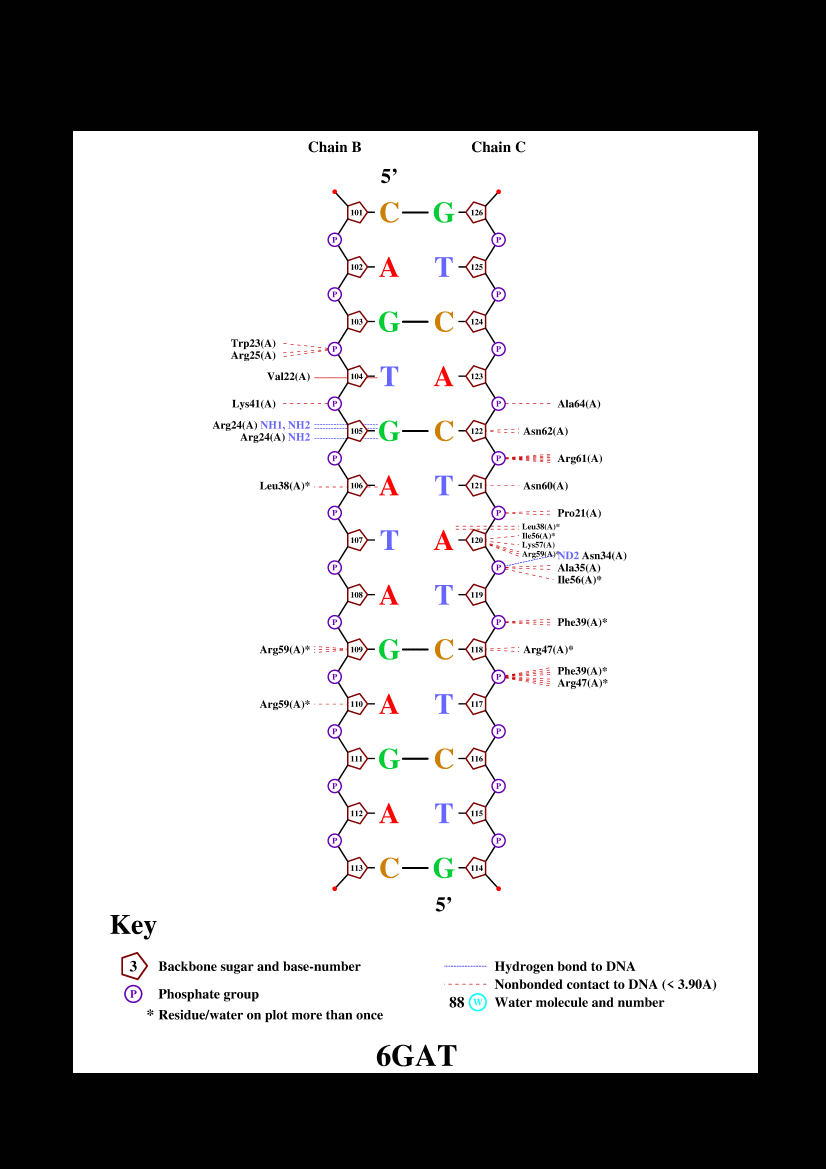 Chain B Chain C
5’
101 C G 126
P P
102 A T 125
P P
103 G C 124
Trp23(A) P P
Arg25(A)
Val22(A) 104 T A 123
Lys41(A) P P Ala64(A)
Arg24(A) NH1, NH2
105 G C 122 Asn62(A)
Arg24(A) NH2
P P Arg61(A)
Leu38(A)* 106 A T 121 Asn60(A)
P P Pro21(A)
Leu38(A)*
Ile56(A)*
107 T A 120
Lys57(A)
Arg59(A)*
ND2 Asn34(A)
P P Ala35(A)
Ile56(A)*
108 A T 119
P P Phe39(A)*
Arg59(A)* 109 G C 118 Arg47(A)*
Phe39(A)*
P P
Arg47(A)*
Arg59(A)* 110 A T 117
P P
111 G C 116
P P
112 A T 115
P P
113 C G 114
5’
Key
3 Backbone sugar and base-number
P Phosphate group
* Residue/water on plot more than once
Hydrogen bond to DNA
Nonbonded contact to DNA (< 3.90A)
88 W Water molecule and number
6GAT